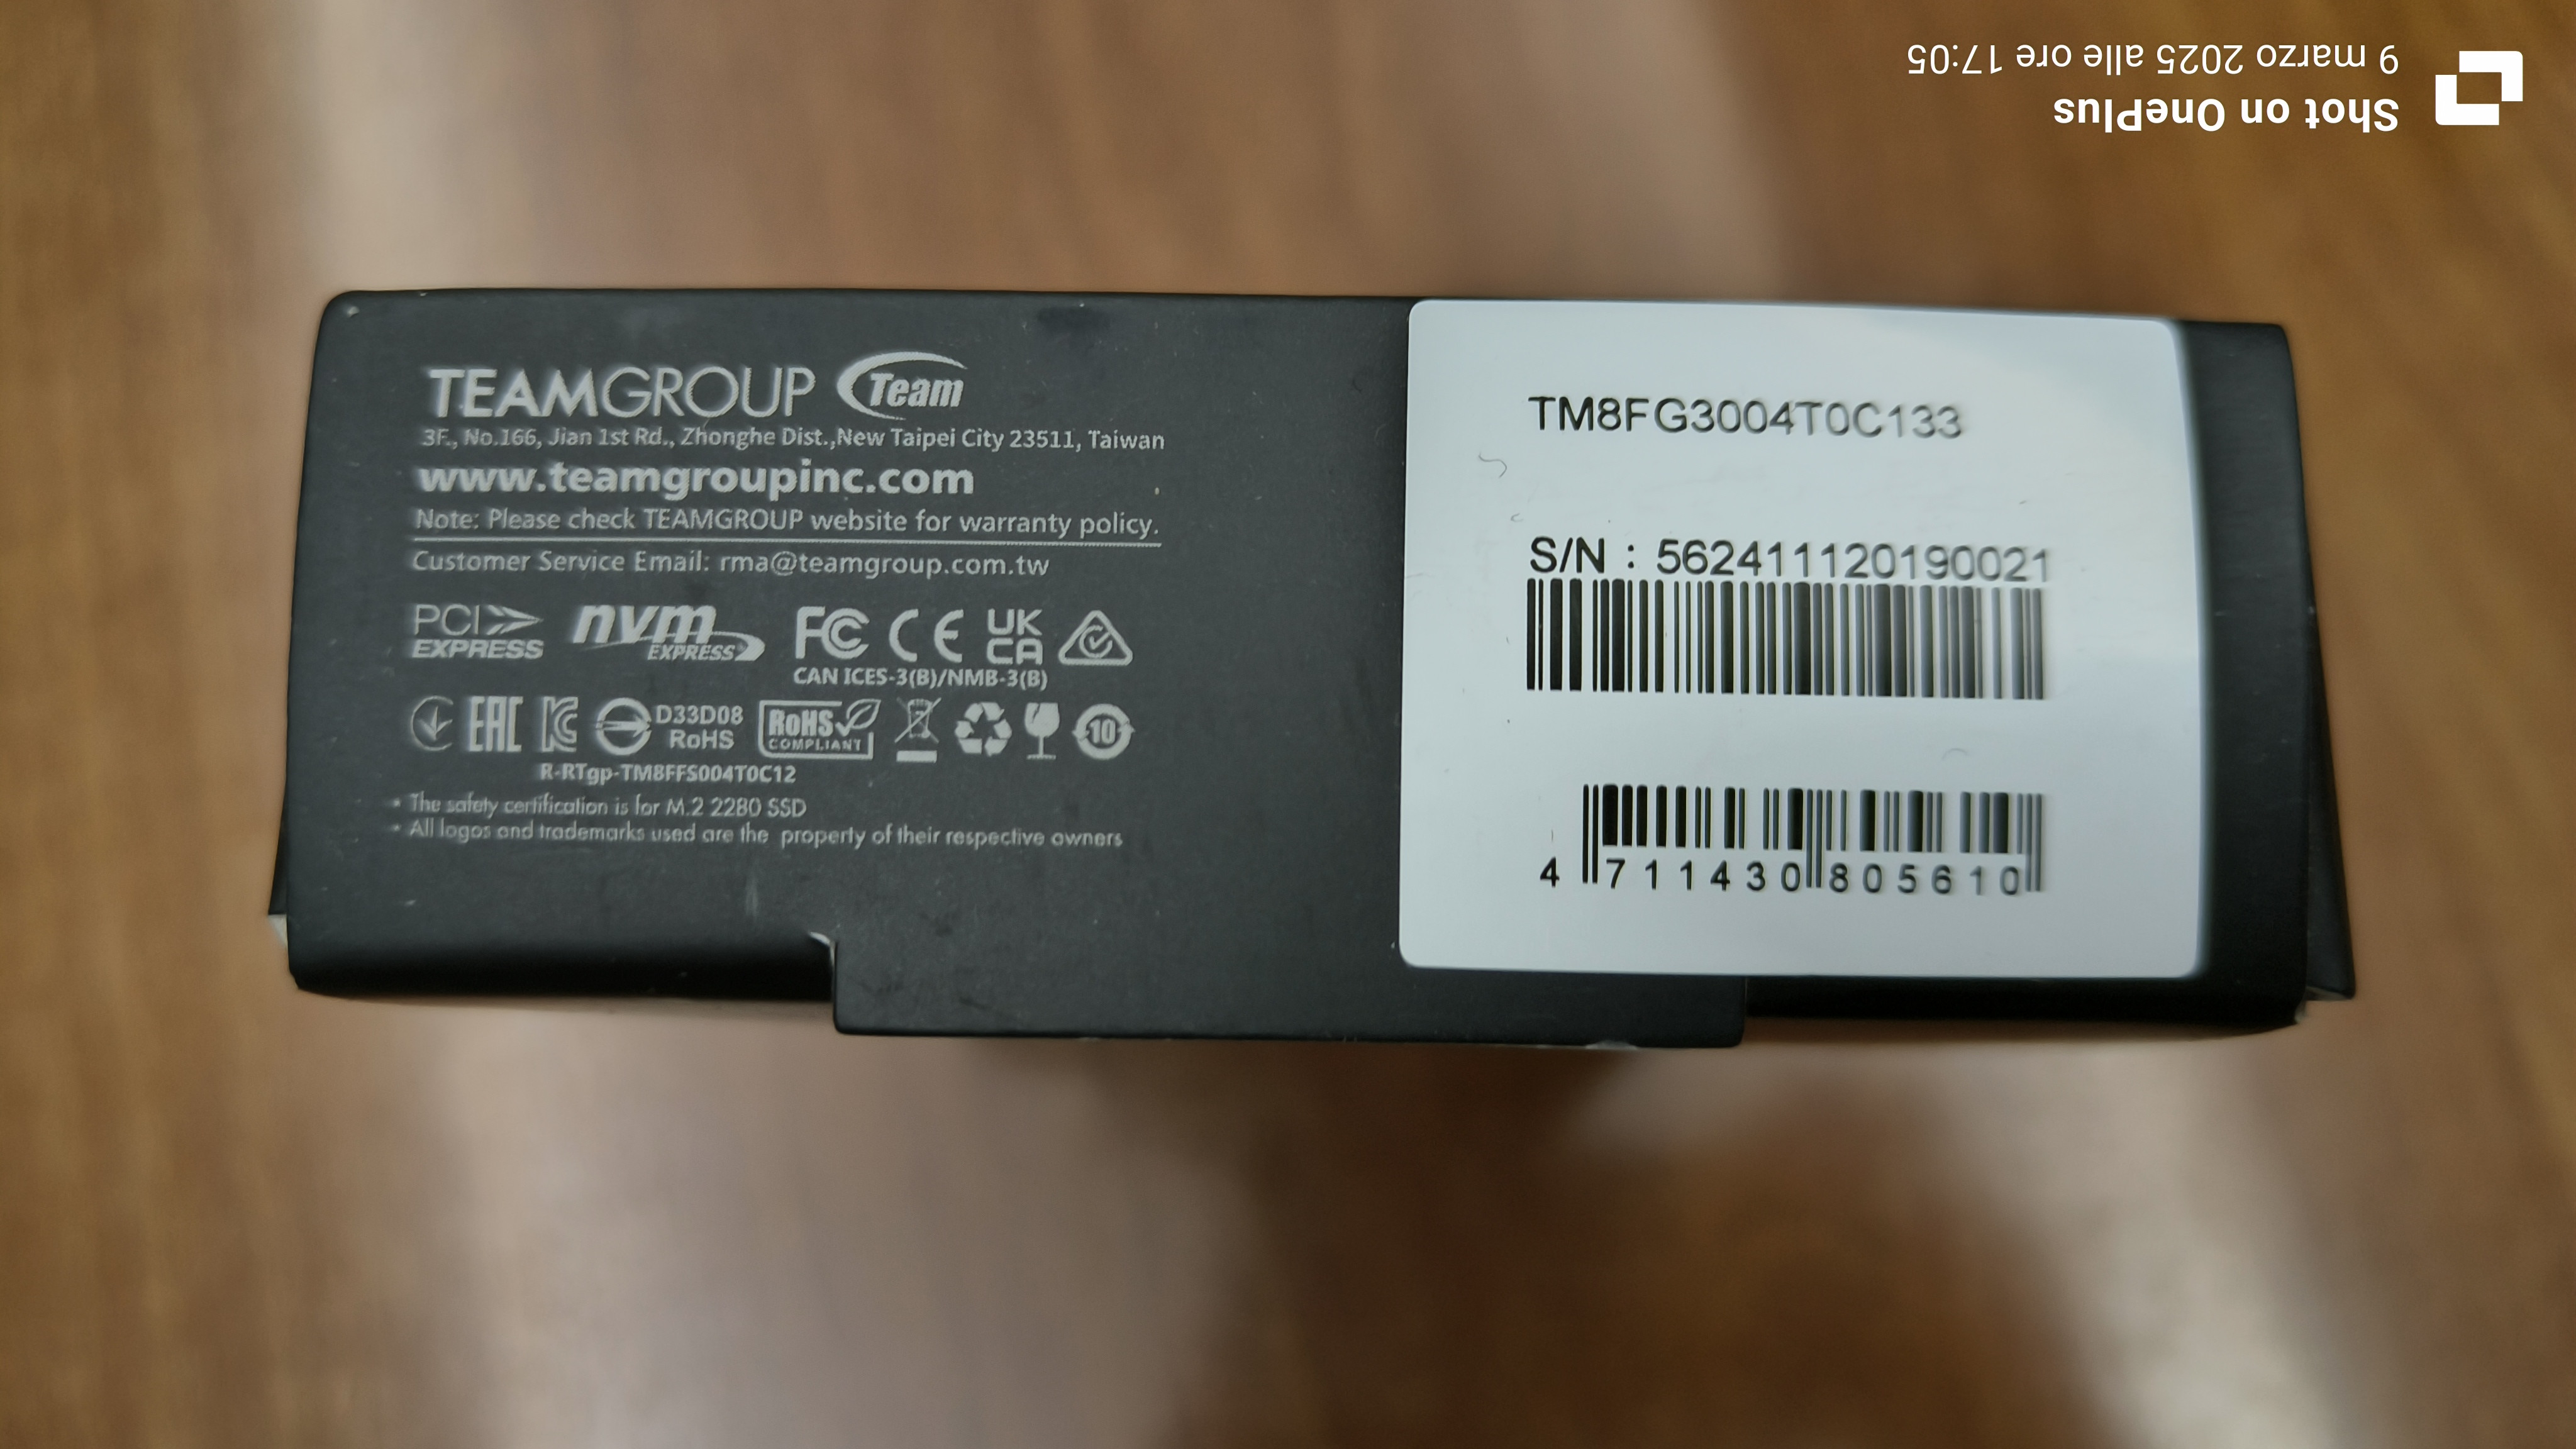 TEAMGROUP Team
3F., No.166, Jian 1st Rd., Zhonghe Dist.,New Taipei City 23511, Taiwan
www.teamgroupinc.com
Note: Please check TEAMGROUP website for warranty policy.
Customer Service Email: rma@teamgroup.com.tw
PCI EXPRESS nvm EXPRESS FC CE UK CA
CAN ICES-3(B)/NMB-3(B)
EAC KC D33D08 RoHS RoHS COMPLIANT 10
R-RTgp-TM8FFS004T0C12
• The safety certification is for M.2 2280 SSD
• All logos and trademarks used are the property of their respective owners
TM8FG3004T0C133
S/N : 562411120190021
4 711430 805610
Shot on OnePlus
9 marzo 2025 alle ore 17:05